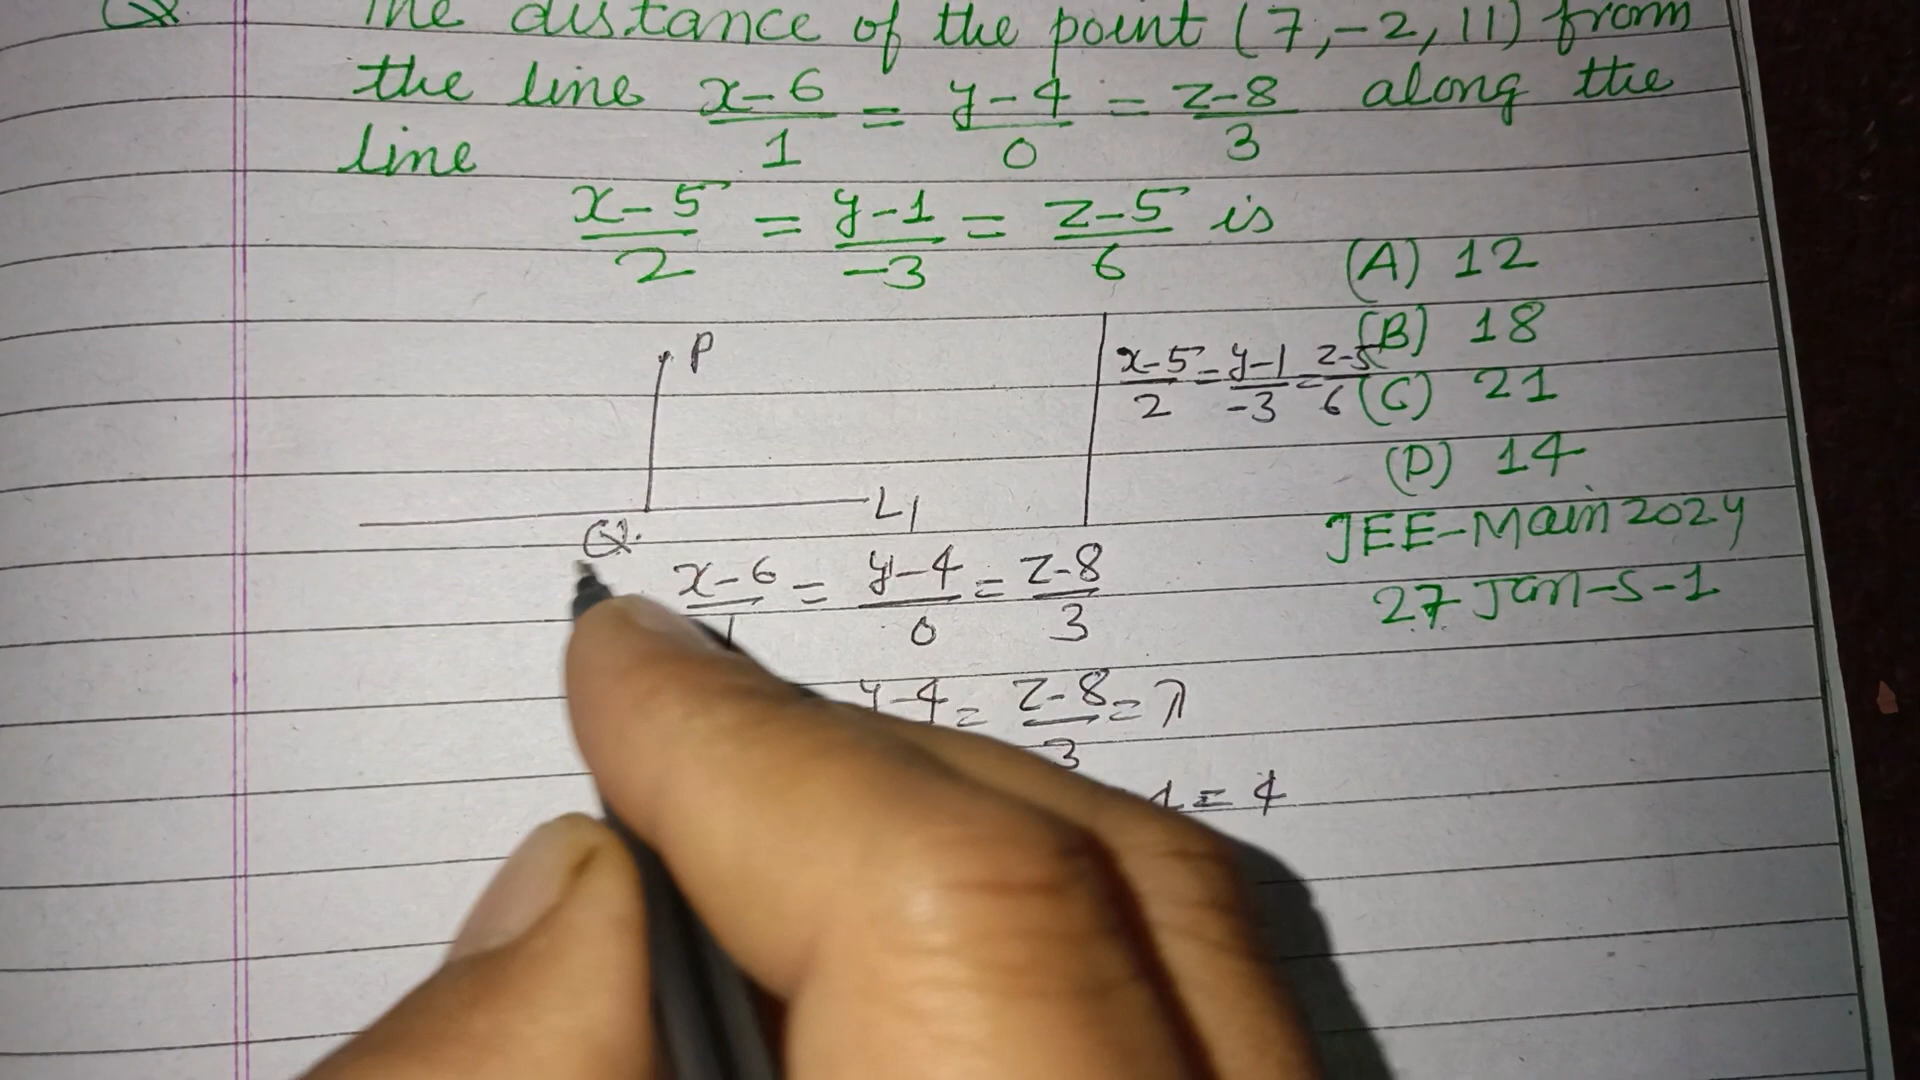 Q. The distance of the point (7,-2,11) from
the line x-6/1 = y-4/0 = z-8/3 along the
line
x-5/2 = y-1/-3 = z-5/6 is
(A) 12
(B) 18
(C) 21
(D) 14
JEE-Main 2024
27 Jan-S-1
P
x-5/2 = y-1/-3 = z-5/6
L1
Q.
x-6/1 = y-4/0 = z-8/3
y-4 = z-8/3 = λ
= 4